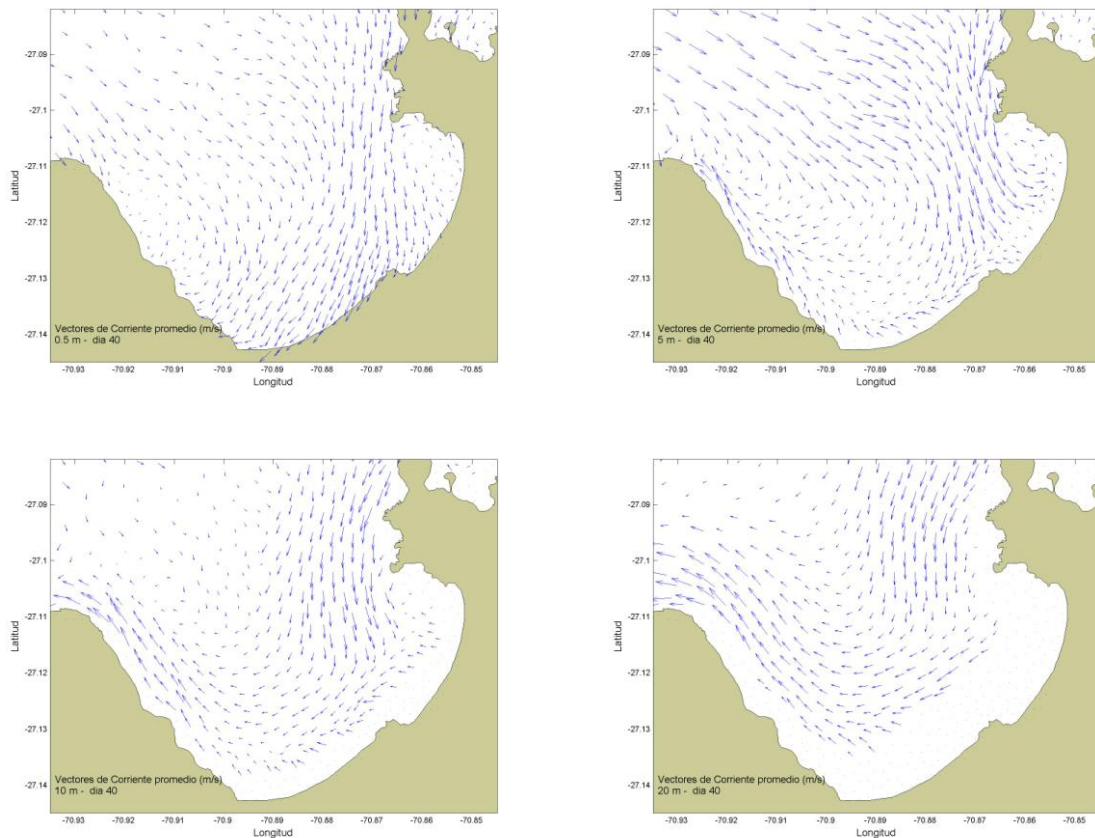 -27.09
-27.1
-27.11
-27.12
-27.13
-27.14
Latitud
Vectores de Corriente promedio (m/s)
0.5 m - dia 40
-70.93 -70.92 -70.91 -70.9 -70.89 -70.88 -70.87 -70.86 -70.85
Longitud
-27.09
-27.1
-27.11
-27.12
-27.13
-27.14
Latitud
Vectores de Corriente promedio (m/s)
5 m - dia 40
-70.93 -70.92 -70.91 -70.9 -70.89 -70.88 -70.87 -70.86 -70.85
Longitud
-27.09
-27.1
-27.11
-27.12
-27.13
-27.14
Latitud
Vectores de Corriente promedio (m/s)
10 m - dia 40
-70.93 -70.92 -70.91 -70.9 -70.89 -70.88 -70.87 -70.86 -70.85
Longitud
-27.09
-27.1
-27.11
-27.12
-27.13
-27.14
Latitud
Vectores de Corriente promedio (m/s)
20 m - dia 40
-70.93 -70.92 -70.91 -70.9 -70.89 -70.88 -70.87 -70.86 -70.85
Longitud